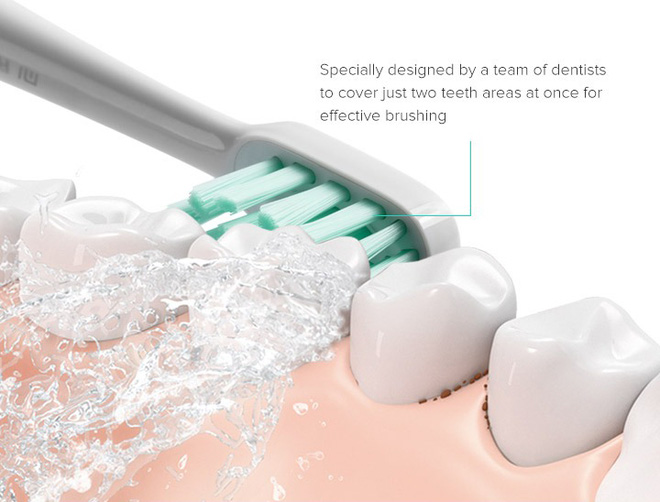 Specially designed by a team of dentists
to cover just two teeth areas at once for
effective brushing